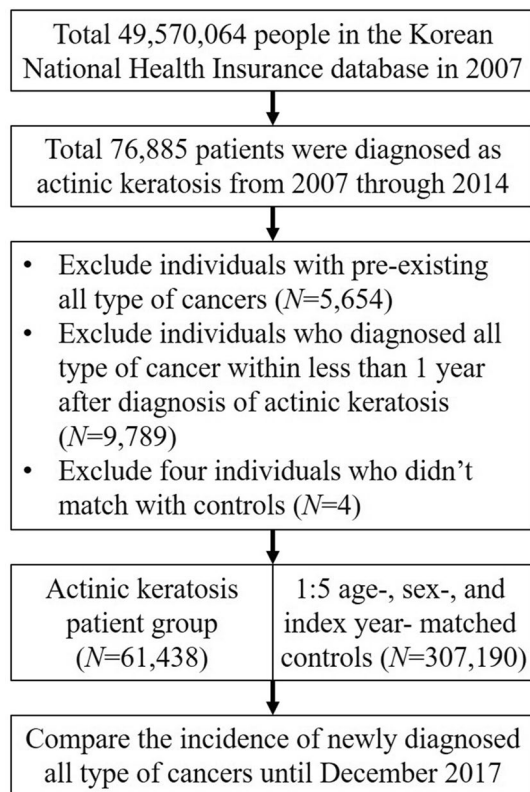 Total 49,570,064 people in the Korean
National Health Insurance database in 2007
Total 76,885 patients were diagnosed as
actinic keratosis from 2007 through 2014
• Exclude individuals with pre-existing
all type of cancers (N=5,654)
• Exclude individuals who diagnosed all
type of cancer within less than 1 year
after diagnosis of actinic keratosis
(N=9,789)
• Exclude four individuals who didn’t
match with controls (N=4)
Actinic keratosis
patient group
(N=61,438)
1:5 age-, sex-, and
index year- matched
controls (N=307,190)
Compare the incidence of newly diagnosed
all type of cancers until December 2017